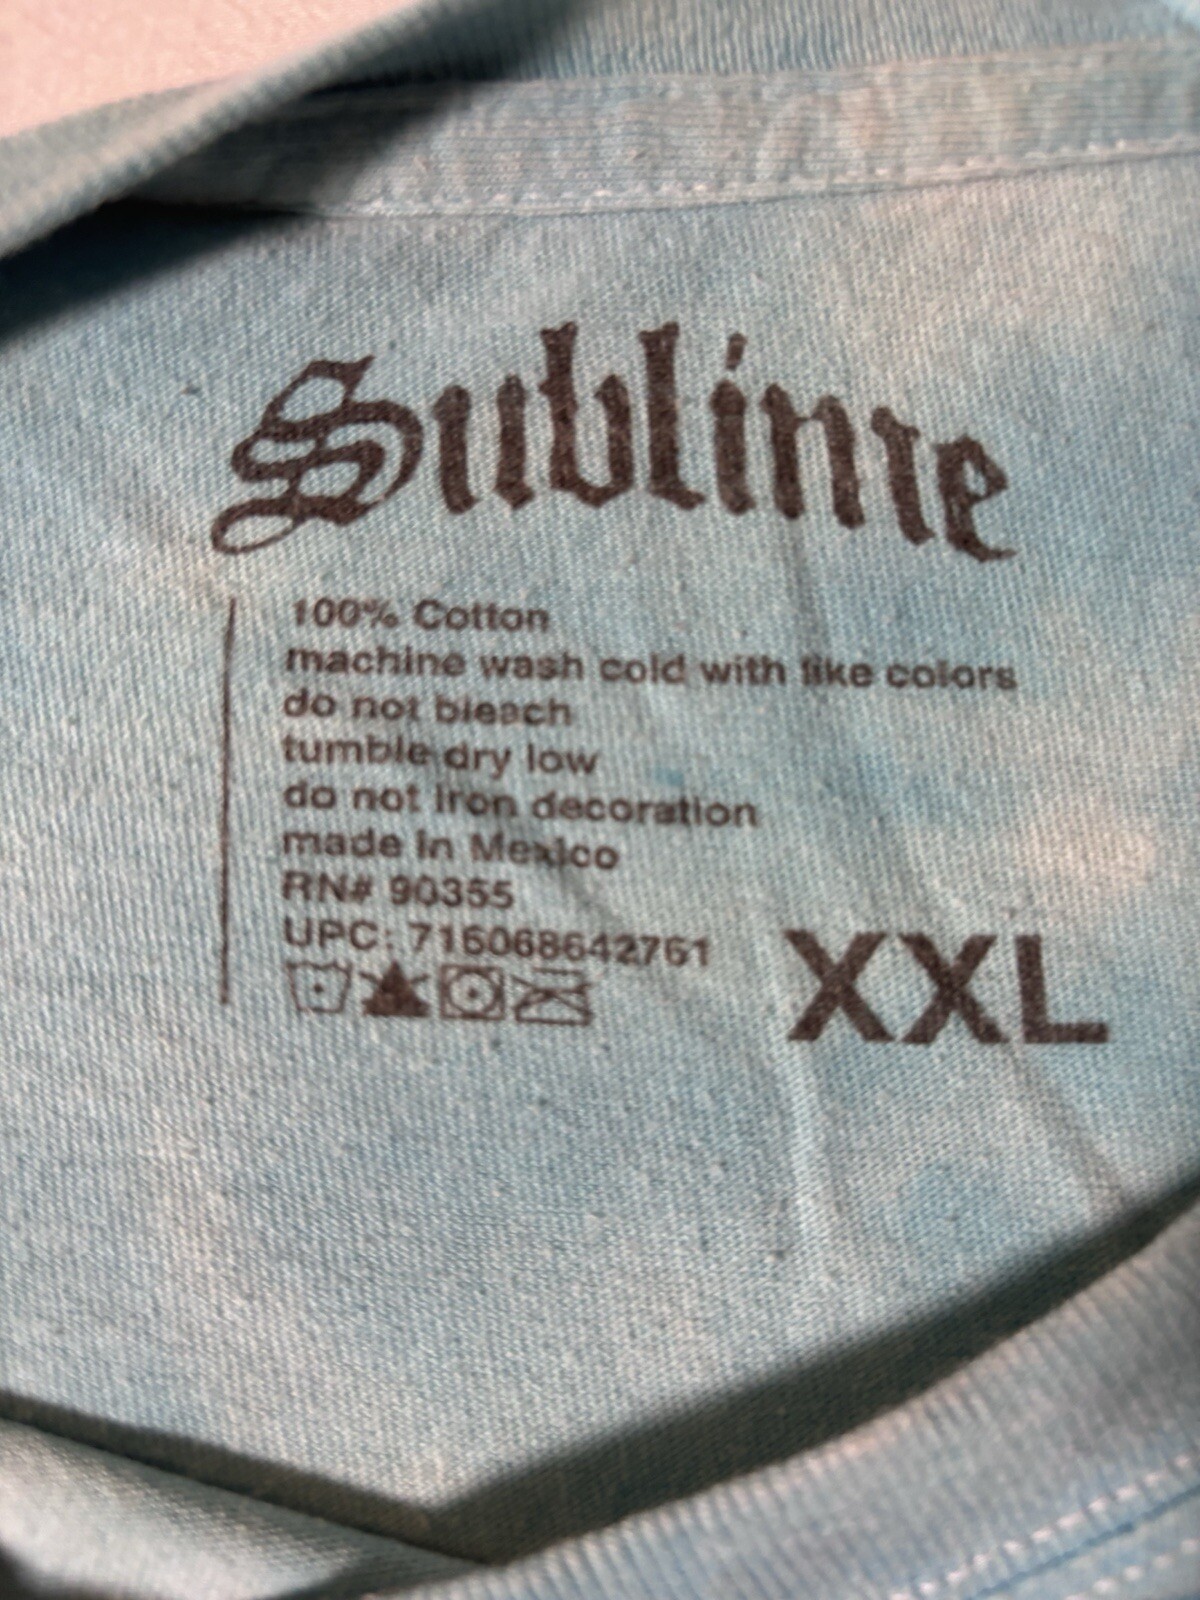 Sublime
100% Cotton
machine wash cold with like colors
do not bleach
tumble dry low
do not iron decoration
made in Mexico
RN# 90355
UPC: 715068642761
XXL